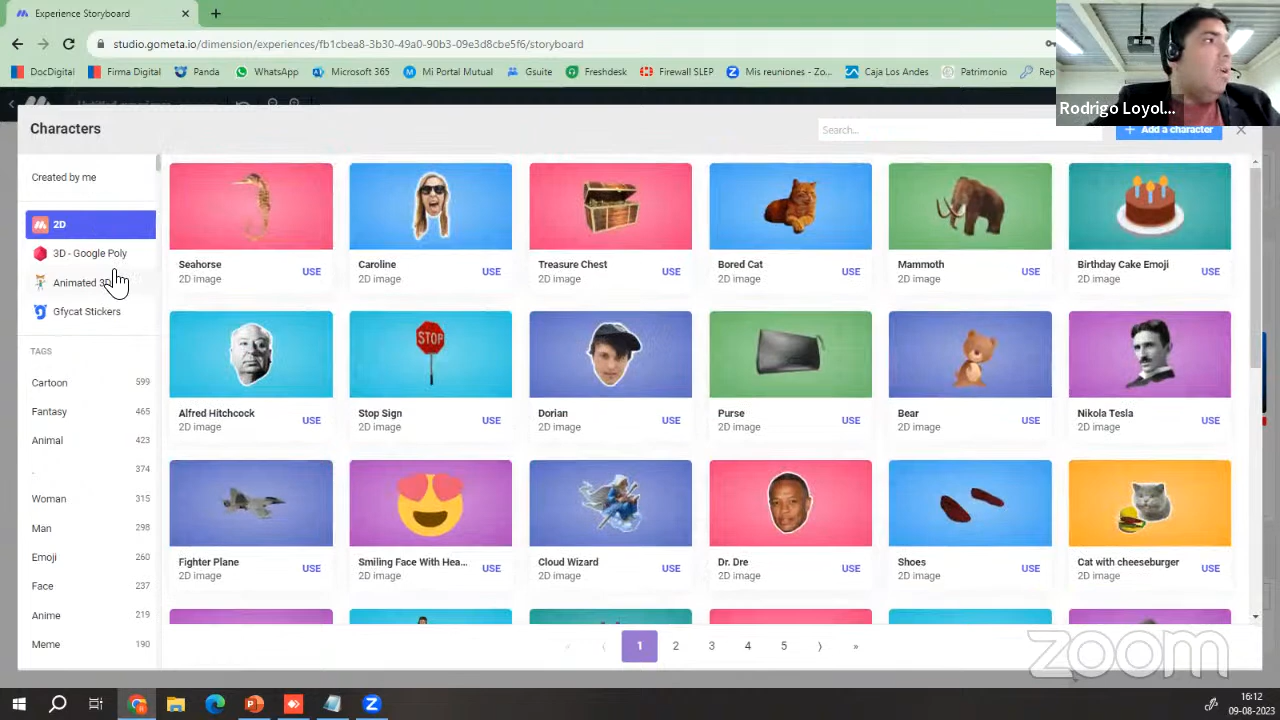 Experience Storyboard
studio.gometa.io/dimension/experiences/fb1cbea8-3b30-49a0-9
-09e3d8cbe5f6/storyboard
DocDigital
Firma Digital
Panda
WhatsApp
Microsoft 365
Mi Portal Mutual
Gsuite
Freshdesk
Firewall SLEP
Mis reuniones - Zo...
Caja Los Andes
Patrimonio
Rodrigo Loyol...
Characters
Search...
+ Add a character
Created by me
2D
3D - Google Poly
Animated 3D
Gfycat Stickers
TAGS
Cartoon 599
Fantasy 465
Animal 423
. 374
Woman 315
Man 298
Emoji 260
Face 237
Anime 219
Meme 190
Seahorse
2D image
USE
Caroline
2D image
USE
Treasure Chest
2D image
USE
Bored Cat
2D image
USE
Mammoth
2D image
USE
Birthday Cake Emoji
2D image
USE
Alfred Hitchcock
2D image
USE
STOP
Stop Sign
2D image
USE
Dorian
2D image
USE
Purse
2D image
USE
Bear
2D image
USE
Nikola Tesla
2D image
USE
Fighter Plane
2D image
USE
Smiling Face With Hea...
2D image
USE
Cloud Wizard
2D image
USE
Dr. Dre
2D image
USE
Shoes
2D image
USE
Cat with cheeseburger
2D image
USE
« ‹ 1 2 3 4 5 › »
zoom
16:12
09-08-2023